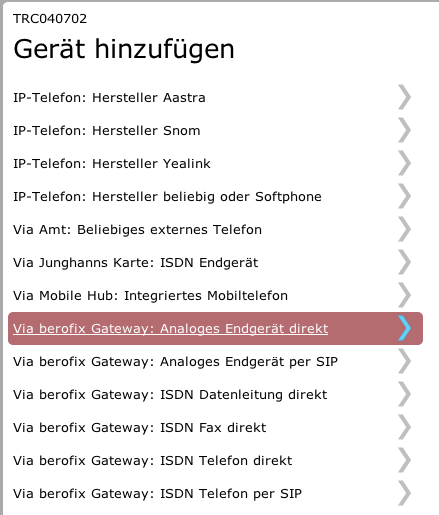 TRC040702
Gerät hinzufügen
IP-Telefon: Hersteller Aastra
IP-Telefon: Hersteller Snom
IP-Telefon: Hersteller Yealink
IP-Telefon: Hersteller beliebig oder Softphone
Via Amt: Beliebiges externes Telefon
Via Junghanns Karte: ISDN Endgerät
Via Mobile Hub: Integriertes Mobiltelefon
Via berofix Gateway: Analoges Endgerät direkt
Via berofix Gateway: Analoges Endgerät per SIP
Via berofix Gateway: ISDN Datenleitung direkt
Via berofix Gateway: ISDN Fax direkt
Via berofix Gateway: ISDN Telefon direkt
Via berofix Gateway: ISDN Telefon per SIP